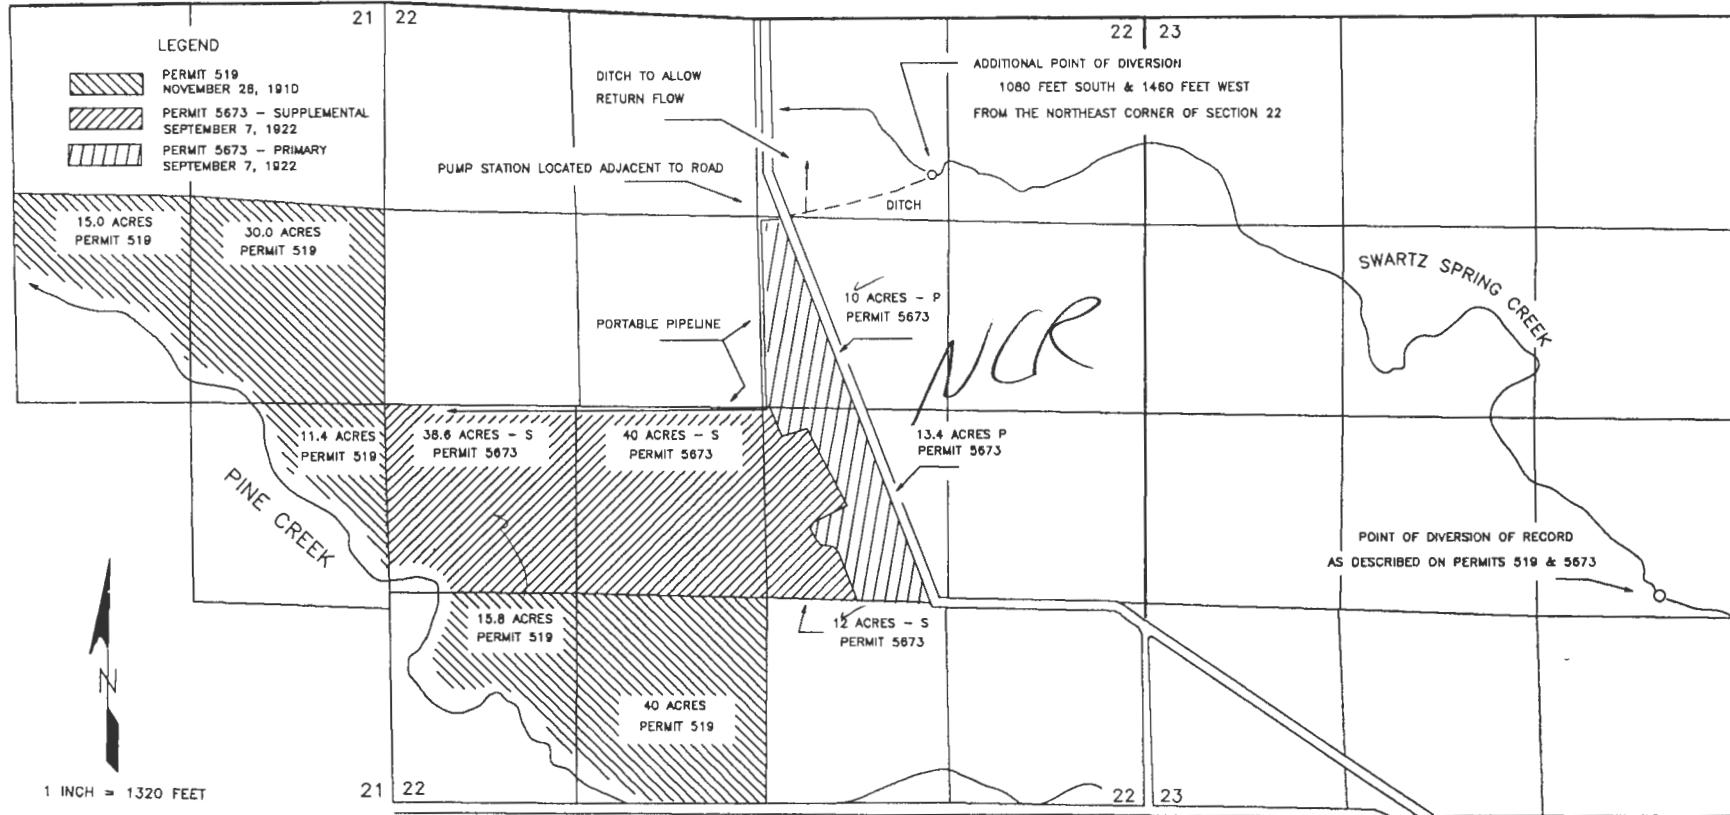 21 22
22 23
LEGEND
PERMIT 519
NOVEMBER 28, 1910
PERMIT 5673 – SUPPLEMENTAL
SEPTEMBER 7, 1922
PERMIT 5673 – PRIMARY
SEPTEMBER 7, 1922
DITCH TO ALLOW
RETURN FLOW
ADDITIONAL POINT OF DIVERSION
1080 FEET SOUTH & 1460 FEET WEST
FROM THE NORTHEAST CORNER OF SECTION 22
PUMP STATION LOCATED ADJACENT TO ROAD
DITCH
15.0 ACRES
PERMIT 519
30.0 ACRES
PERMIT 519
SWARTZ SPRING CREEK
10 ACRES – P
PERMIT 5673
PORTABLE PIPELINE
NCR
11.4 ACRES
PERMIT 519
38.6 ACRES – S
PERMIT 5673
40 ACRES – S
PERMIT 5673
13.4 ACRES P
PERMIT 5673
PINE CREEK
POINT OF DIVERSION OF RECORD
AS DESCRIBED ON PERMITS 519 & 5673
15.8 ACRES
PERMIT 519
12 ACRES – S
PERMIT 5673
40 ACRES
PERMIT 519
N
1 INCH = 1320 FEET
21 22
22 23